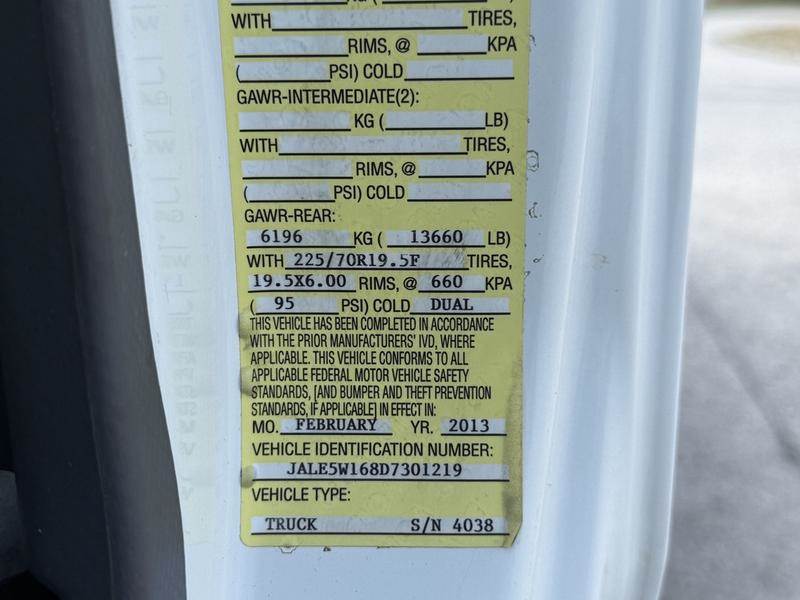 WITH TIRES,
RIMS, @ KPA
( PSI) COLD
GAWR-INTERMEDIATE(2):
KG ( LB)
WITH TIRES,
RIMS, @ KPA
( PSI) COLD
GAWR-REAR:
6196 KG ( 13660 LB)
WITH 225/70R19.5F TIRES,
19.5X6.00 RIMS, @ 660 KPA
( 95 PSI) COLD DUAL
THIS VEHICLE HAS BEEN COMPLETED IN ACCORDANCE
WITH THE PRIOR MANUFACTURERS' IVD, WHERE
APPLICABLE. THIS VEHICLE CONFORMS TO ALL
APPLICABLE FEDERAL MOTOR VEHICLE SAFETY
STANDARDS, [AND BUMPER AND THEFT PREVENTION
STANDARDS, IF APPLICABLE] IN EFFECT IN:
MO. FEBRUARY YR. 2013
VEHICLE IDENTIFICATION NUMBER:
JALE5W168D7301219
VEHICLE TYPE:
TRUCK S/N 4038